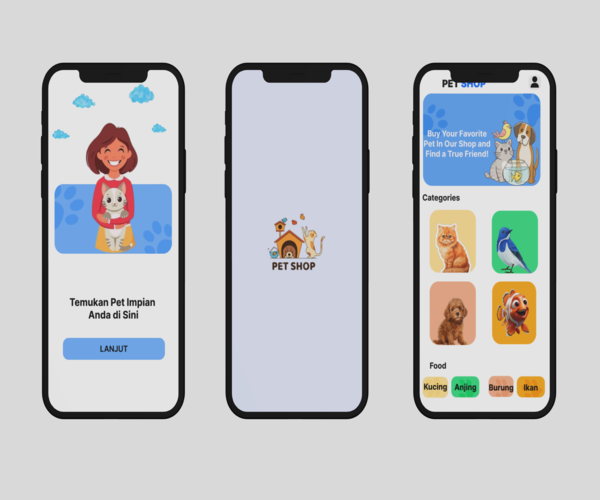 Temukan Pet Impian
Anda di Sini
LANJUT
PET SHOP
PET SHOP
Buy Your Favorite
Pet In Our Shop and
Find a True Friend!
Categories
Food
Kucing
Anjing
Burung
Ikan